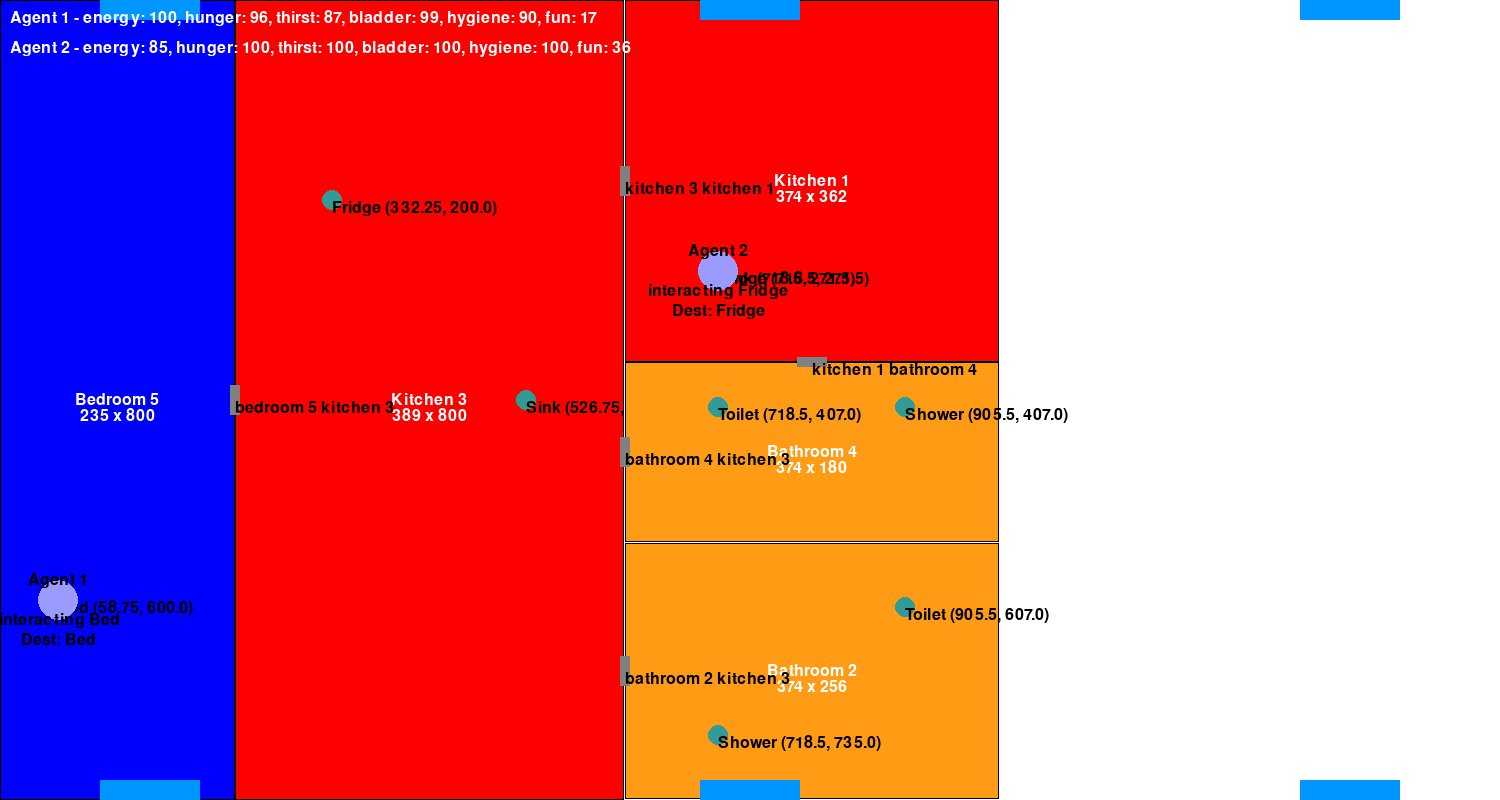 Agent 1 - energy: 100, hunger: 96, thirst: 87, bladder: 99, hygiene: 90, fun: 17
Agent 2 - energy: 85, hunger: 100, thirst: 100, bladder: 100, hygiene: 100, fun: 36
Kitchen 1
374 x 362
kitchen 3 kitchen 1
Fridge (332.25, 200.0)
Agent 2
interacting Fridge
Dest: Fridge
kitchen 1 bathroom 4
Bedroom 5
235 x 800
bedroom 5 kitchen 3
Kitchen 3
389 x 800
Sink (526.75,
Toilet (718.5, 407.0)
Shower (905.5, 407.0)
Bathroom 4
374 x 180
bathroom 4 kitchen 3
Agent 1
(58.75, 600.0)
interacting Bed
Dest: Bed
Toilet (905.5, 607.0)
Bathroom 2
374 x 256
bathroom 2 kitchen 3
Shower (718.5, 735.0)